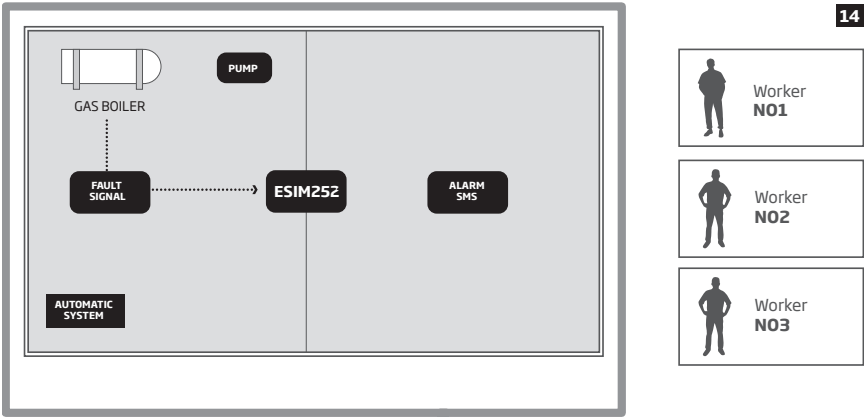 14
PUMP
GAS BOILER
FAULT
SIGNAL
ESIM252
ALARM
SMS
AUTOMATIC
SYSTEM
Worker
NO1
Worker
NO2
Worker
NO3